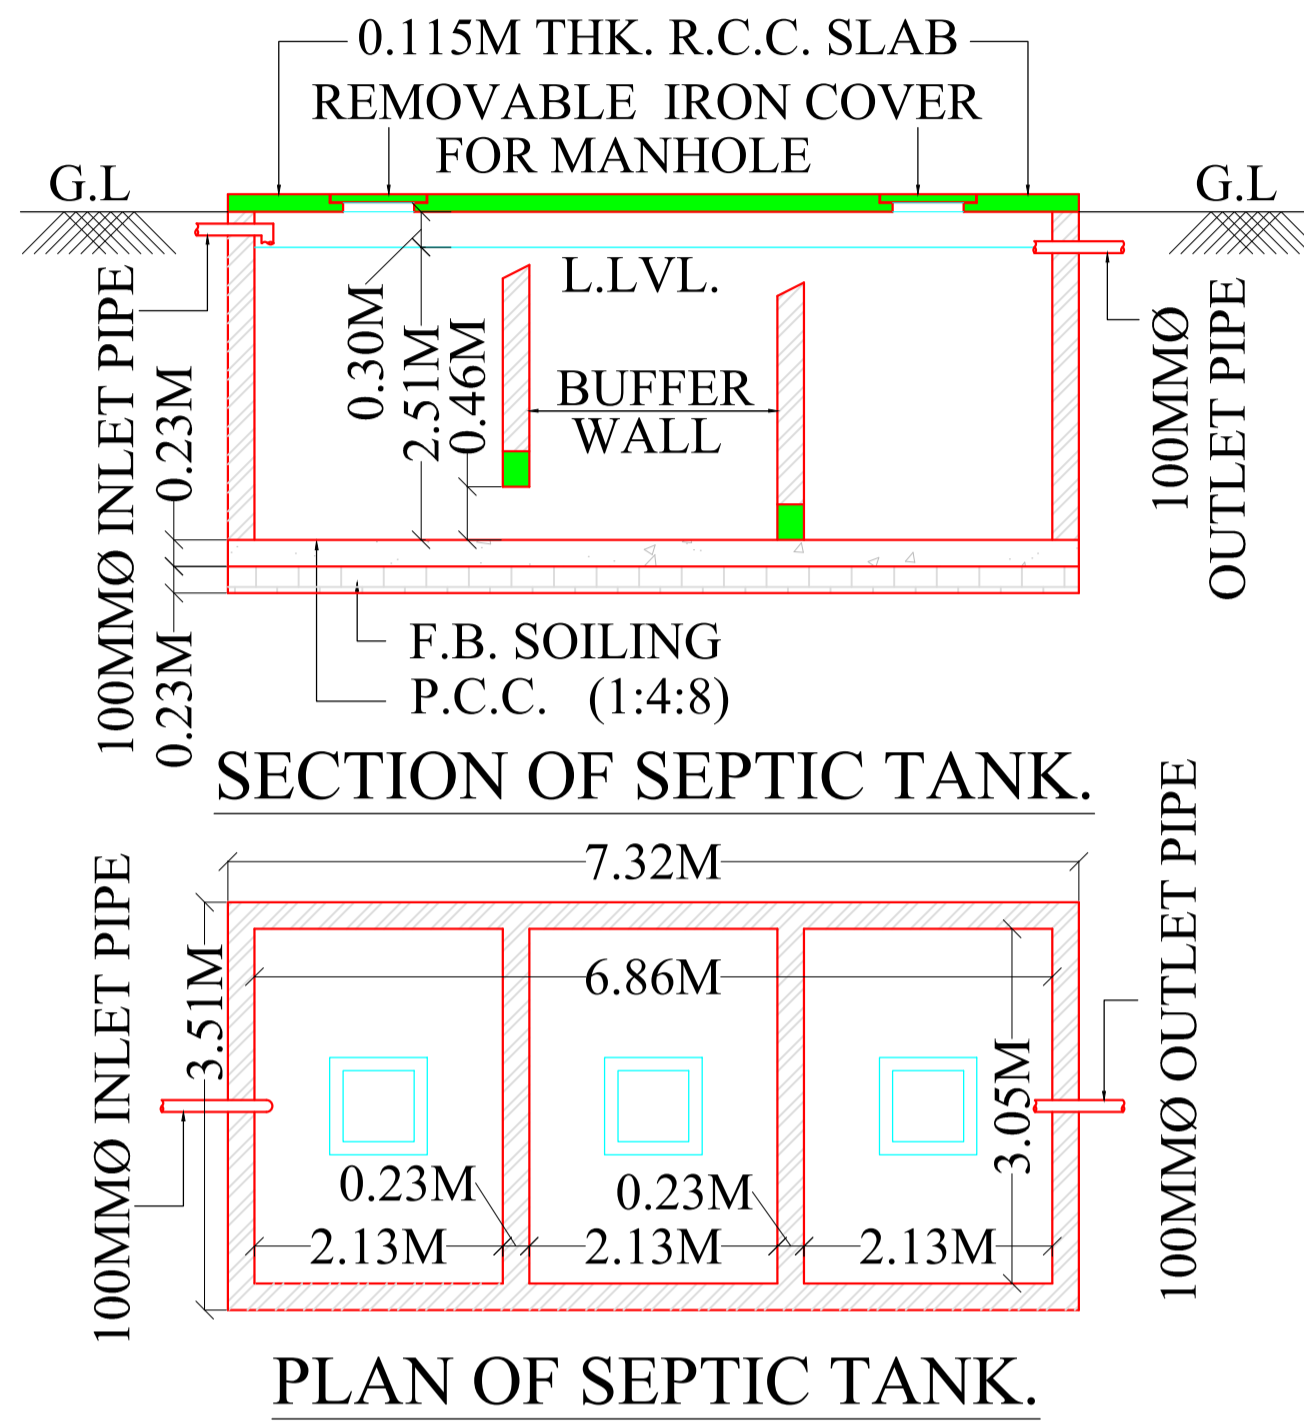 0.115M THK. R.C.C. SLAB
REMOVABLE IRON COVER
FOR MANHOLE
G.L
G.L
L.LVL.
0.30M
2.51M
0.46M
BUFFER
WALL
100MMØ INLET PIPE
0.23M
0.23M
100MMØ
OUTLET PIPE
F.B. SOILING
P.C.C. (1:4:8)
SECTION OF SEPTIC TANK.
7.32M
3.51M
6.86M
3.05M
100MMØ INLET PIPE
100MMØ OUTLET PIPE
0.23M
0.23M
2.13M
2.13M
2.13M
PLAN OF SEPTIC TANK.